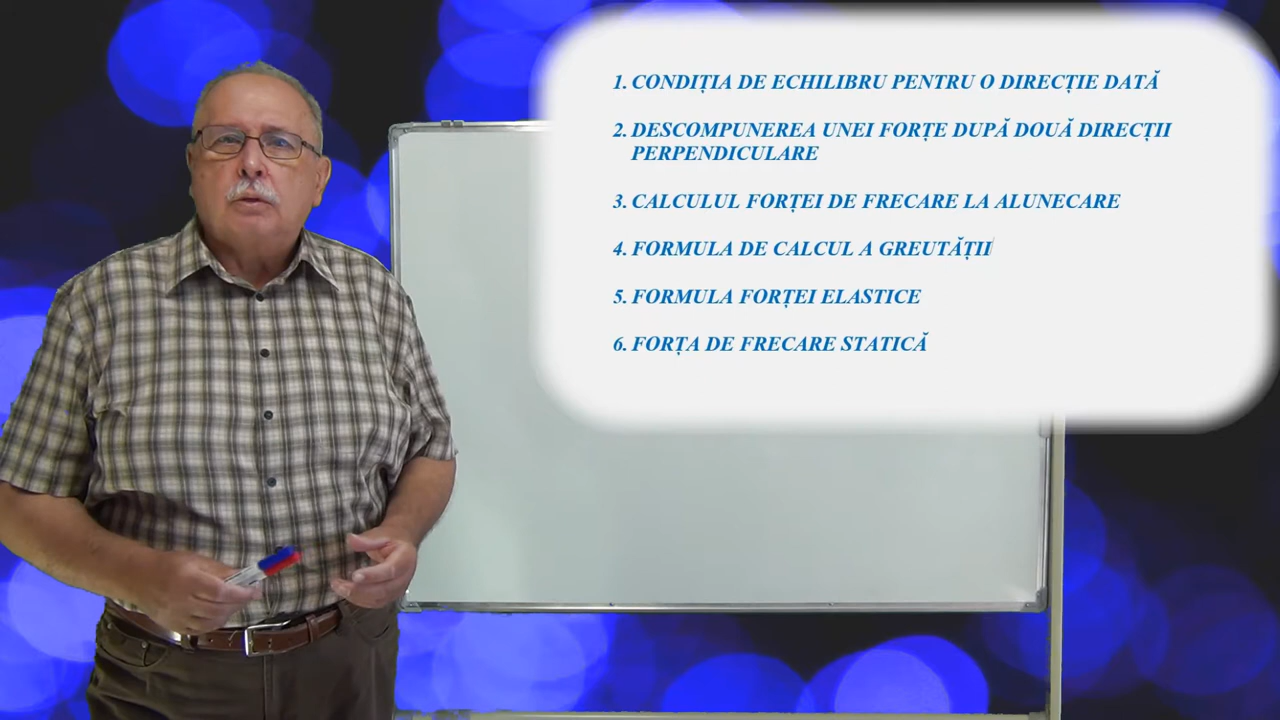 1. CONDIȚIA DE ECHILIBRU PENTRU O DIRECȚIE DATĂ
2. DESCOMPUNEREA UNEI FORȚE DUPĂ DOUĂ DIRECȚII
PERPENDICULARE
3. CALCULUL FORȚEI DE FRECARE LA ALUNECARE
4. FORMULA DE CALCUL A GREUTĂȚII
5. FORMULA FORȚEI ELASTICE
6. FORȚA DE FRECARE STATICĂ